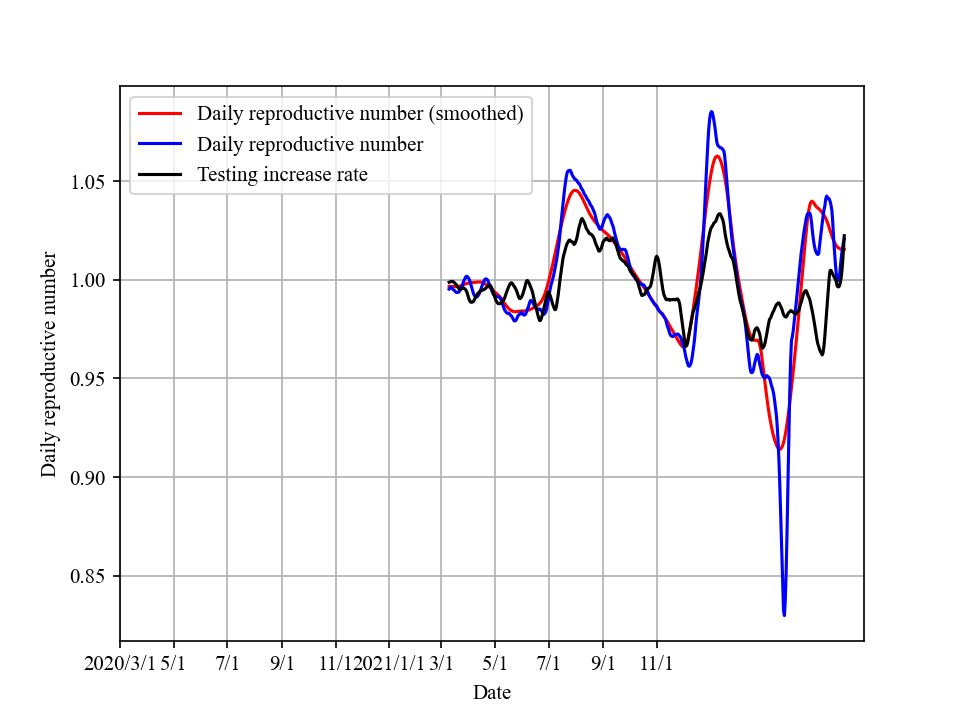 Daily reproductive number (smoothed)
Daily reproductive number
Testing increase rate
Daily reproductive number
1.05
1.00
0.95
0.90
0.85
2020/3/1 5/1 7/1 9/1 11/1 2021/1/1 3/1 5/1 7/1 9/1 11/1
Date